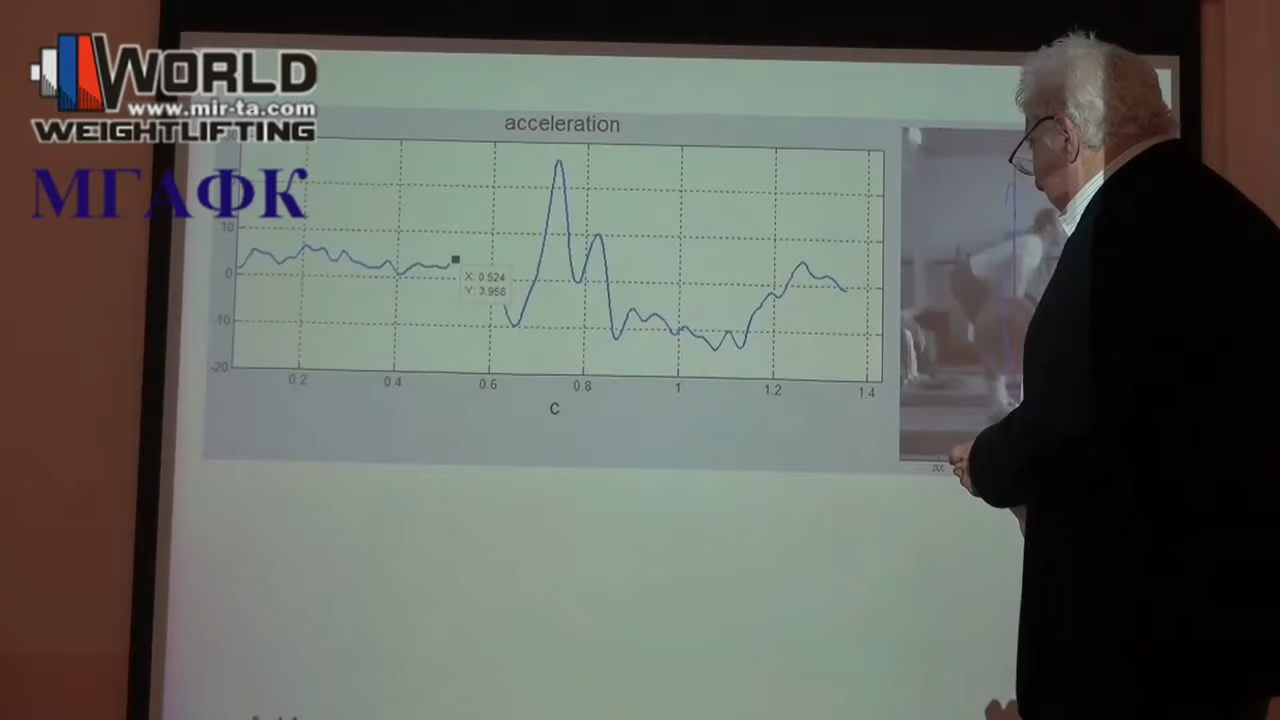 WORLD
www.mir-ta.com
WEIGHTLIFTING
МГАФК
acceleration
10
0
-10
-20
X: 0.524
Y: 3.956
0.2 0.4 0.6 0.8 1 1.2 1.4
c